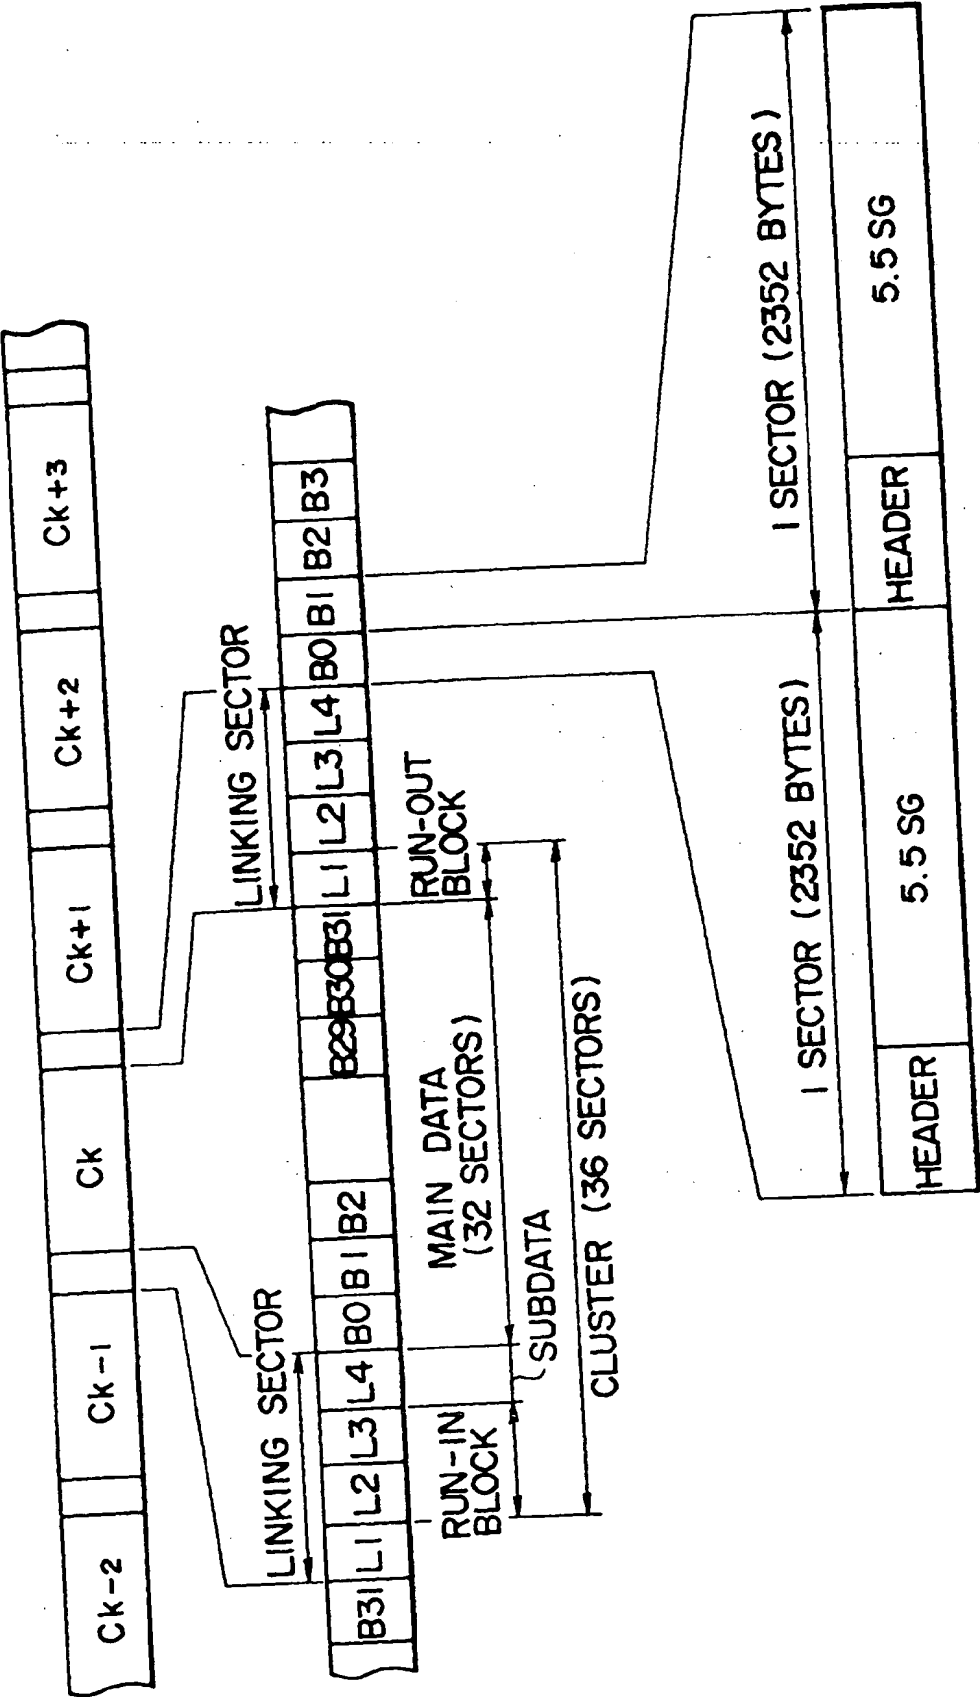 Ck-2
Ck-1
Ck
Ck+1
Ck+2
Ck+3
LINKING SECTOR
LINKING SECTOR
B31 L1 L2 L3 L4 B0 B1 B2
B29 B30 B31 L1 L2 L3 L4 B0 B1 B2 B3
RUN-IN
BLOCK
SUBDATA
MAIN DATA
(32 SECTORS)
RUN-OUT
BLOCK
CLUSTER (36 SECTORS)
1 SECTOR (2352 BYTES)
1 SECTOR (2352 BYTES)
HEADER
5.5 SG
HEADER
5.5 SG